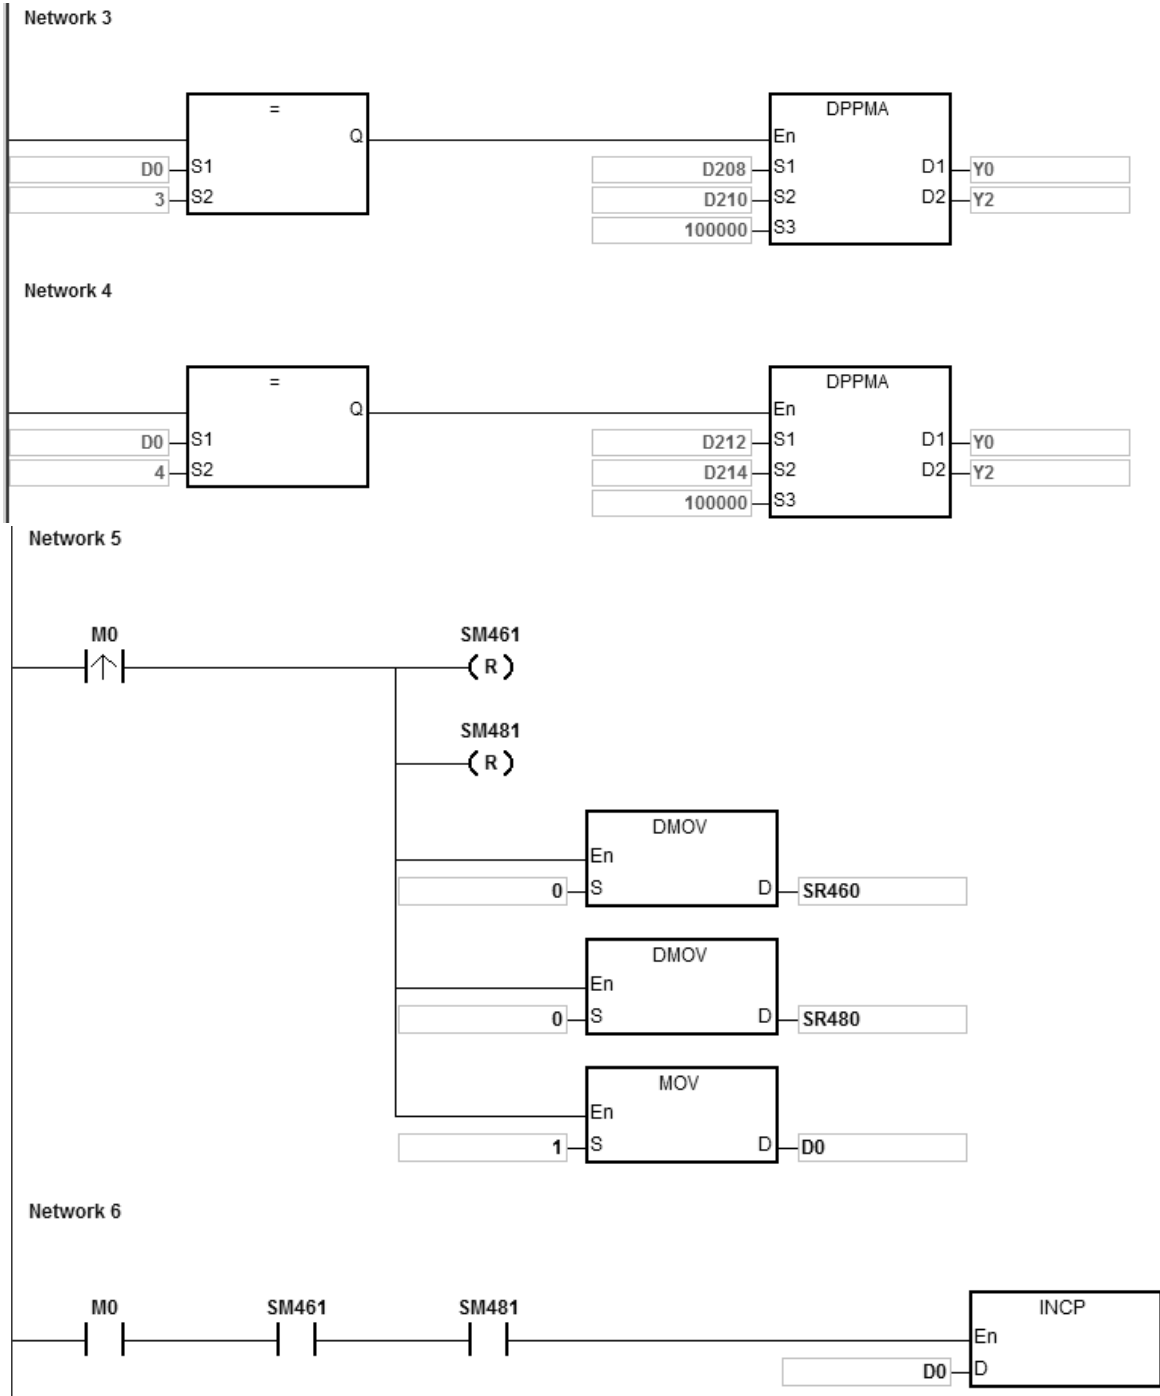 Network 3
=
DPPMA
Q
En
D0 S1
D208 S1 D1 Y0
3 S2
D210 S2 D2 Y2
100000 S3
Network 4
=
DPPMA
Q
En
D0 S1
D212 S1 D1 Y0
4 S2
D214 S2 D2 Y2
100000 S3
Network 5
M0 SM461
( R )
SM481
( R )
DMOV
En
0 S D SR460
DMOV
En
0 S D SR480
MOV
En
1 S D D0
Network 6
M0 SM461 SM481
INCP
En
D0 D